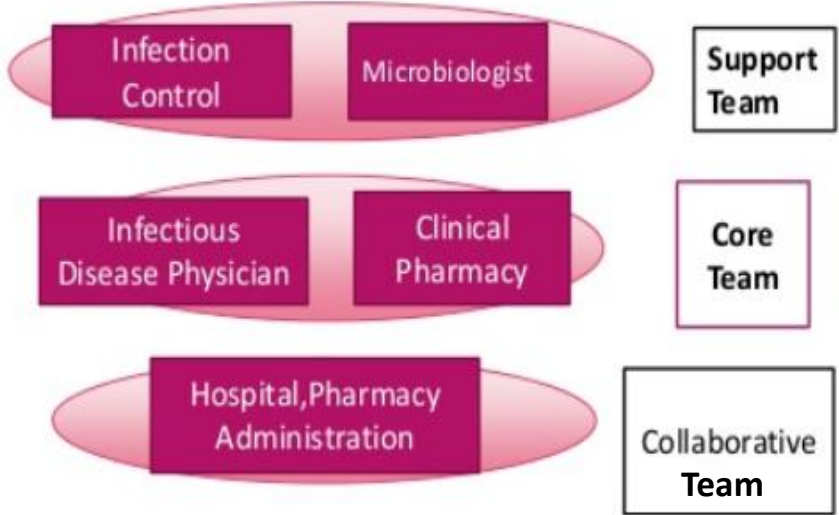 Infection
Control
Microbiologist
Support
Team
Infectious
Disease Physician
Clinical
Pharmacy
Core
Team
Hospital,Pharmacy
Administration
Collaborative
Team